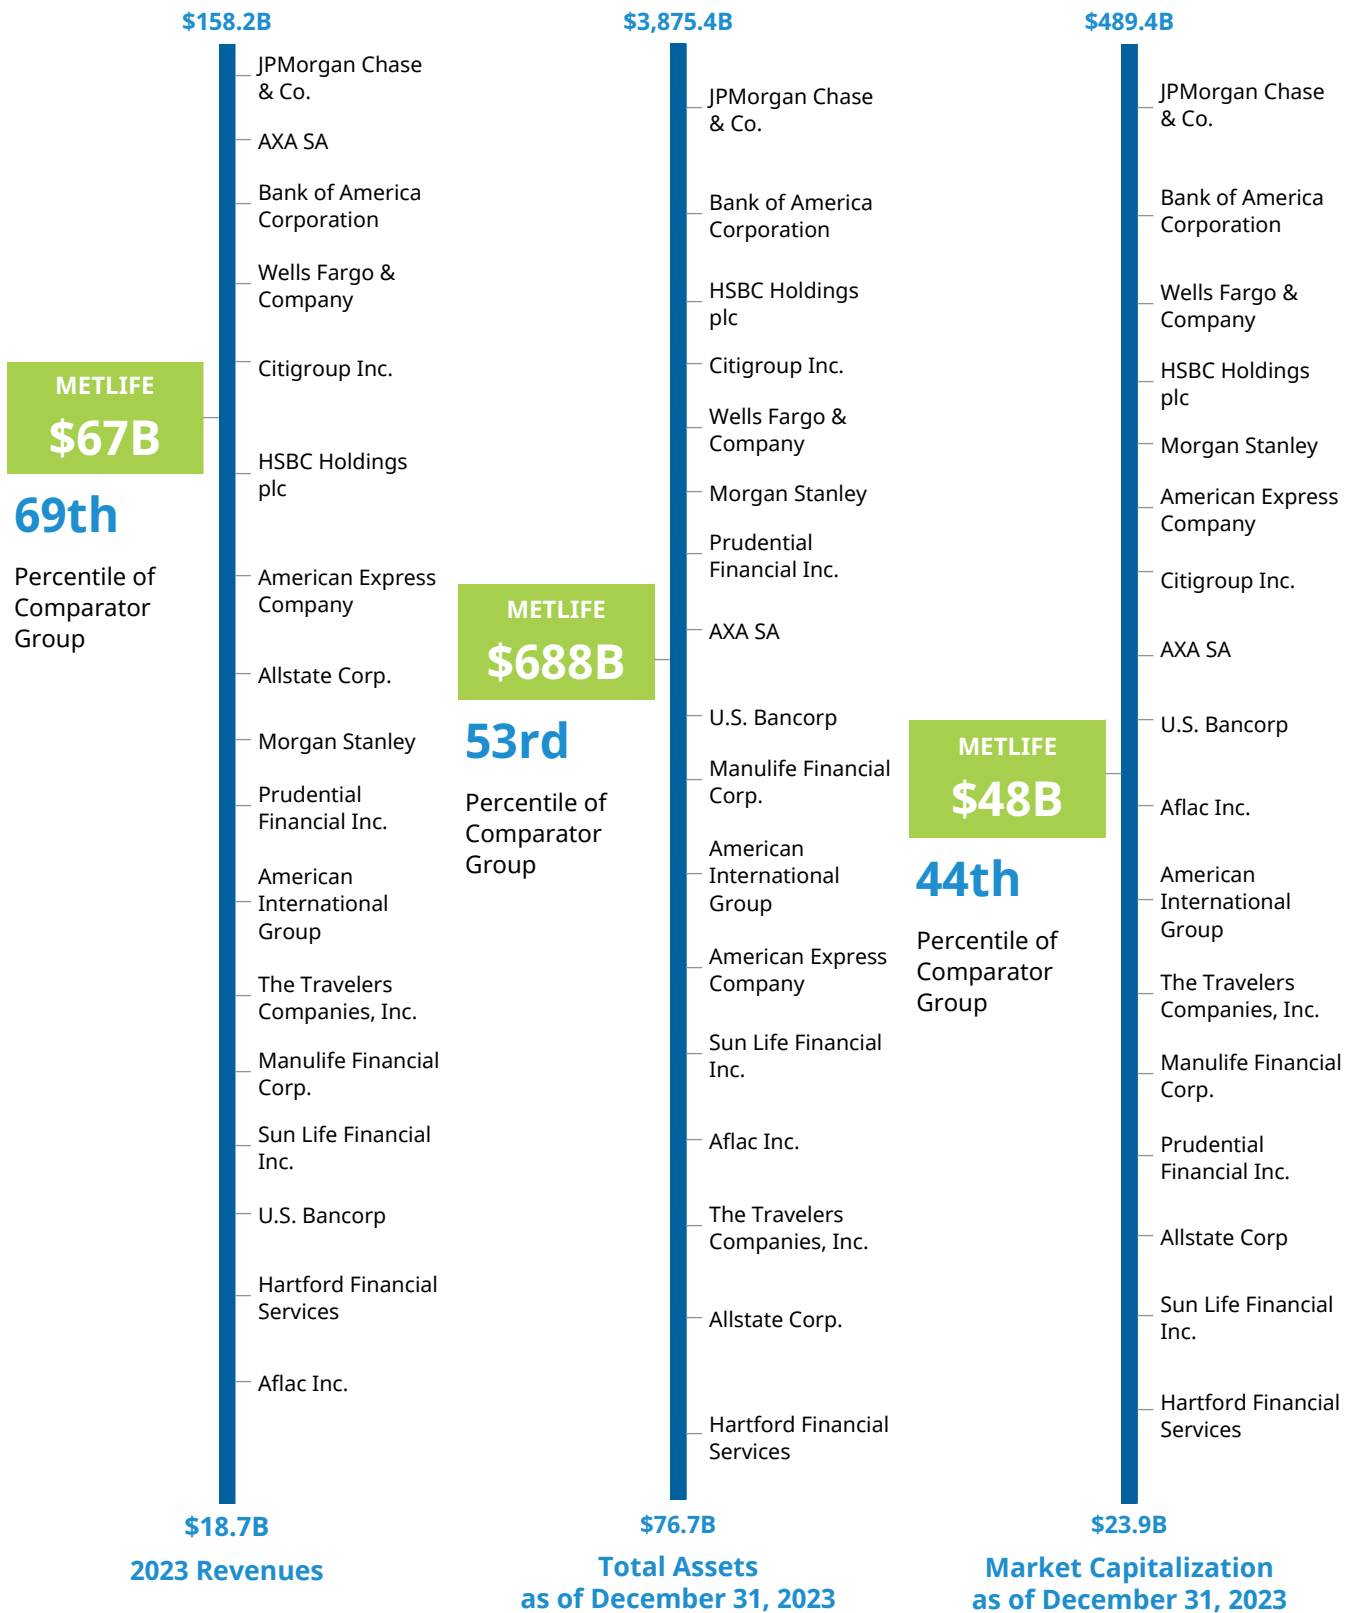 $158.2B
JPMorgan Chase
& Co.
AXA SA
Bank of America
Corporation
Wells Fargo &
Company
Citigroup Inc.
METLIFE
$67B
69th
Percentile of
Comparator
Group
HSBC Holdings
plc
American Express
Company
Allstate Corp.
Morgan Stanley
Prudential
Financial Inc.
American
International
Group
The Travelers
Companies, Inc.
Manulife Financial
Corp.
Sun Life Financial
Inc.
U.S. Bancorp
Hartford Financial
Services
Aflac Inc.
$18.7B
2023 Revenues
$3,875.4B
JPMorgan Chase
& Co.
Bank of America
Corporation
HSBC Holdings
plc
Citigroup Inc.
Wells Fargo &
Company
Morgan Stanley
Prudential
Financial Inc.
AXA SA
METLIFE
$688B
53rd
Percentile of
Comparator
Group
U.S. Bancorp
Manulife Financial
Corp.
American
International
Group
American Express
Company
Sun Life Financial
Inc.
Aflac Inc.
The Travelers
Companies, Inc.
Allstate Corp.
Hartford Financial
Services
$76.7B
Total Assets
as of December 31, 2023
$489.4B
JPMorgan Chase
& Co.
Bank of America
Corporation
Wells Fargo &
Company
HSBC Holdings
plc
Morgan Stanley
American Express
Company
Citigroup Inc.
AXA SA
U.S. Bancorp
METLIFE
$48B
44th
Percentile of
Comparator
Group
Aflac Inc.
American
International
Group
The Travelers
Companies, Inc.
Manulife Financial
Corp.
Prudential
Financial Inc.
Allstate Corp
Sun Life Financial
Inc.
Hartford Financial
Services
$23.9B
Market Capitalization
as of December 31, 2023